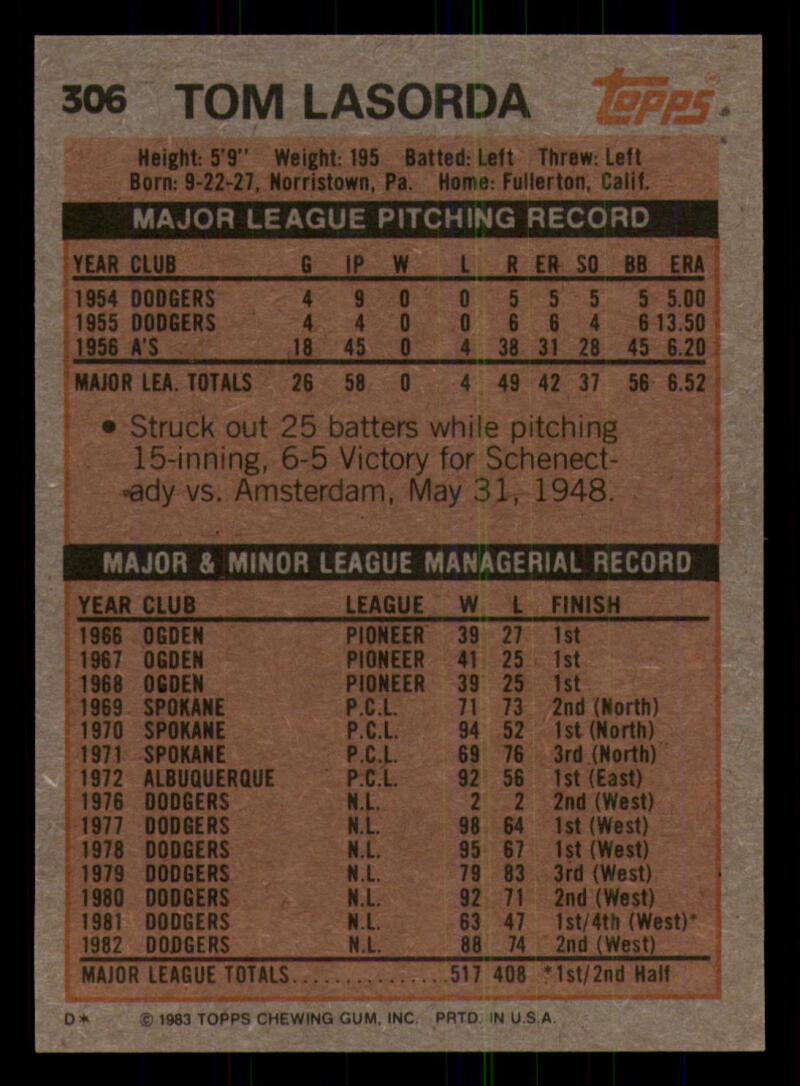 306 TOM LASORDA Topps®
Height: 5'9" Weight: 195 Batted: Left Threw: Left
Born: 9-22-27, Norristown, Pa. Home: Fullerton, Calif.
MAJOR LEAGUE PITCHING RECORD
YEAR CLUB G IP W L R ER SO BB ERA
1954 DODGERS 4 9 0 0 5 5 5 5 5.00
1955 DODGERS 4 4 0 0 6 6 4 6 13.50
1956 A'S 18 45 0 4 38 31 28 45 6.20
MAJOR LEA. TOTALS 26 58 0 4 49 42 37 56 6.52
• Struck out 25 batters while pitching
15-inning, 6-5 Victory for Schenect-
ady vs. Amsterdam, May 31, 1948.
MAJOR & MINOR LEAGUE MANAGERIAL RECORD
YEAR CLUB LEAGUE W L FINISH
1966 OGDEN PIONEER 39 27 1st
1967 OGDEN PIONEER 41 25 1st
1968 OGDEN PIONEER 39 25 1st
1969 SPOKANE P.C.L. 71 73 2nd (North)
1970 SPOKANE P.C.L. 94 52 1st (North)
1971 SPOKANE P.C.L. 69 76 3rd (North)
1972 ALBUQUERQUE P.C.L. 92 56 1st (East)
1976 DODGERS N.L. 2 2 2nd (West)
1977 DODGERS N.L. 98 64 1st (West)
1978 DODGERS N.L. 95 67 1st (West)
1979 DODGERS N.L. 79 83 3rd (West)
1980 DODGERS N.L. 92 71 2nd (West)
1981 DODGERS N.L. 63 47 1st/4th (West)*
1982 DODGERS N.L. 88 74 2nd (West)
MAJOR LEAGUE TOTALS...............517 408 *1st/2nd Half
D* © 1983 TOPPS CHEWING GUM, INC. PRTD. IN U.S.A.